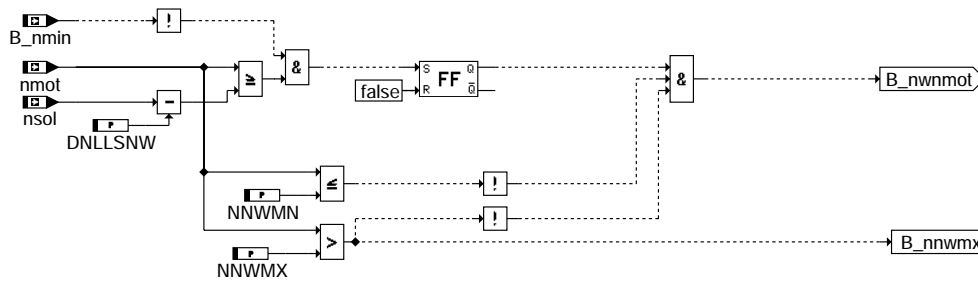 B_nmin
!
&
nmot
≥
nsol
-
P
DNLLSNW
false
S
FF
Q
R
Q̅
&
B_nwnmot
P
NNWMN
≤
!
!
P
NNWMX
>
B_nnwmx